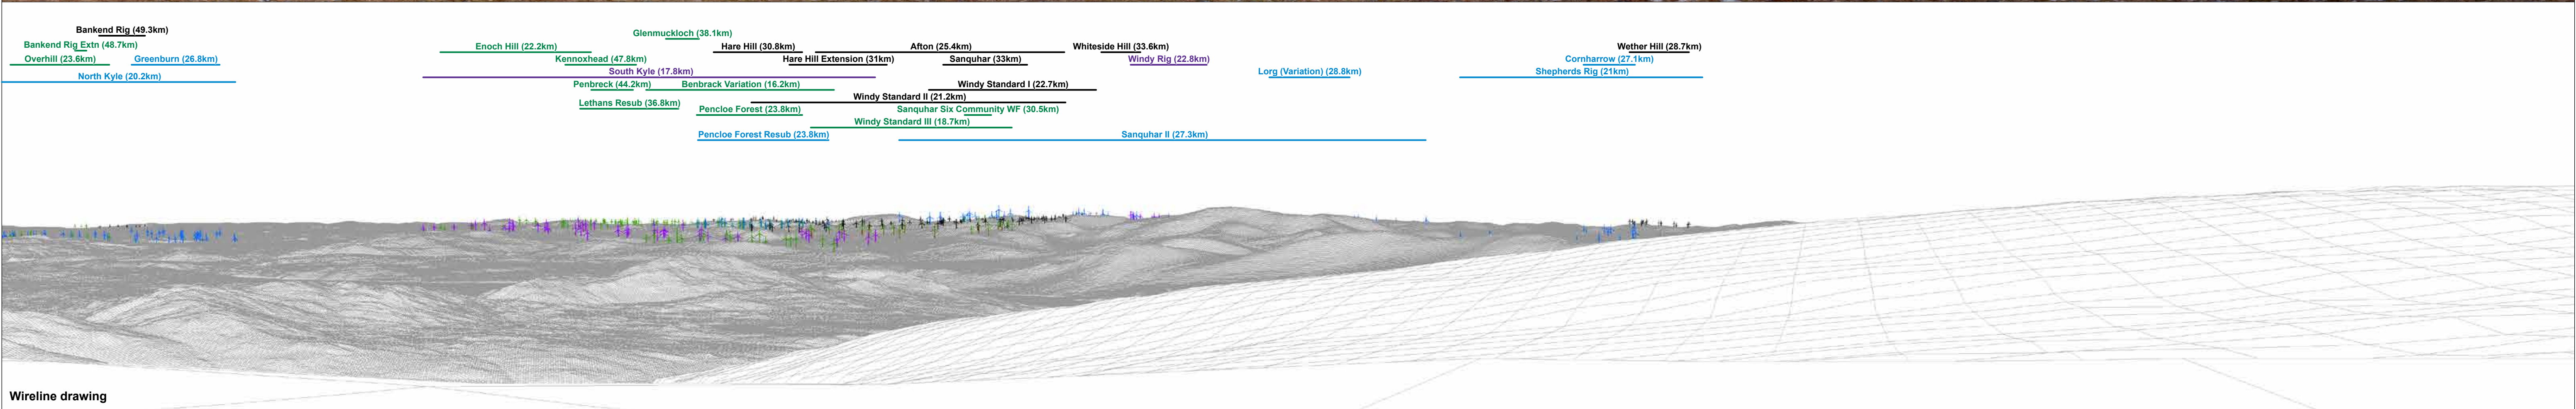 Bankend Rig (49.3km)
Glenmuckloch (38.1km)
Bankend Rig Extn (48.7km)
Enoch Hill (22.2km)
Hare Hill (30.8km)
Afton (25.4km)
Whiteside Hill (33.6km)
Wether Hill (28.7km)
Overhill (23.6km)
Greenburn (26.8km)
Kennoxhead (47.8km)
Hare Hill Extension (31km)
Sanquhar (33km)
Windy Rig (22.8km)
Cornharrow (27.1km)
North Kyle (20.2km)
South Kyle (17.8km)
Lorg (Variation) (28.8km)
Shepherds Rig (21km)
Penbreck (44.2km)
Benbrack Variation (16.2km)
Windy Standard I (22.7km)
Windy Standard II (21.2km)
Lethans Resub (36.8km)
Pencloe Forest (23.8km)
Sanquhar Six Community WF (30.5km)
Windy Standard III (18.7km)
Pencloe Forest Resub (23.8km)
Sanquhar II (27.3km)
Wireline drawing